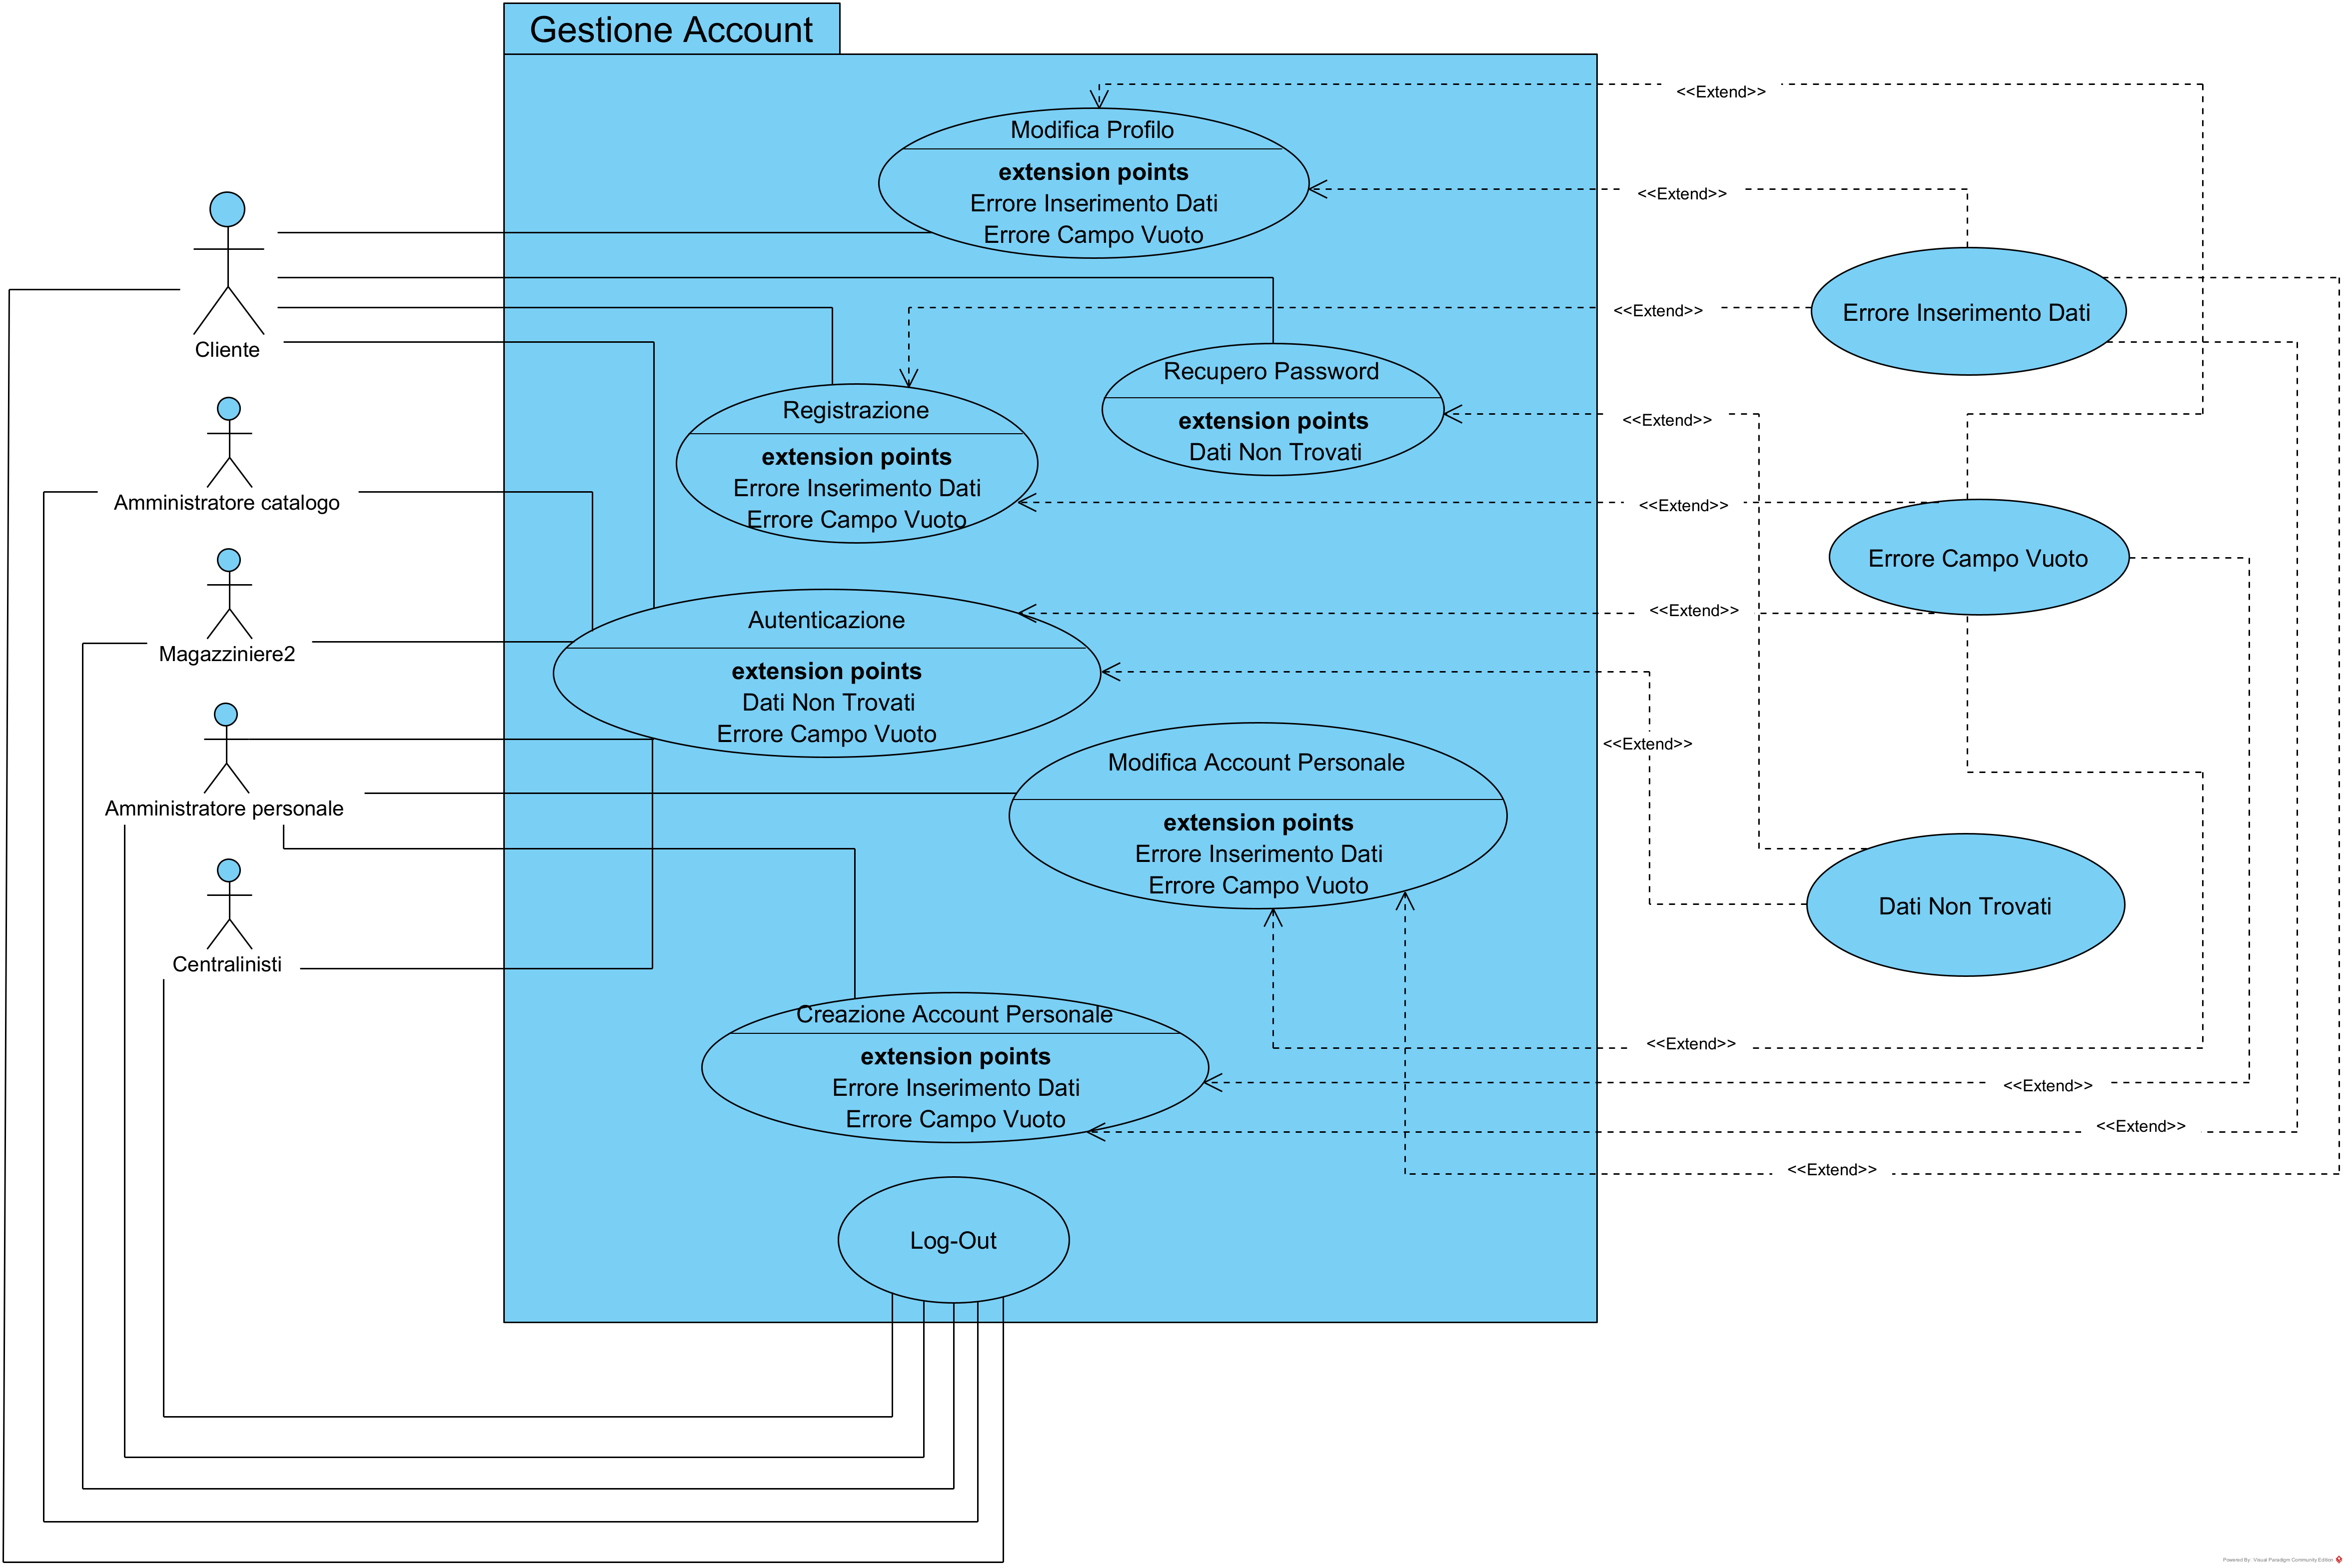 Gestione Account
<<Extend>>
Modifica Profilo
extension points
Errore Inserimento Dati
Errore Campo Vuoto
<<Extend>>
Errore Inserimento Dati
<<Extend>>
Cliente
Recupero Password
extension points
Dati Non Trovati
<<Extend>>
Registrazione
extension points
Errore Inserimento Dati
Errore Campo Vuoto
<<Extend>>
Amministratore catalogo
Errore Campo Vuoto
<<Extend>>
Autenticazione
extension points
Dati Non Trovati
Errore Campo Vuoto
Magazziniere2
<<Extend>>
Modifica Account Personale
extension points
Errore Inserimento Dati
Errore Campo Vuoto
Amministratore personale
Dati Non Trovati
Centralinisti
Creazione Account Personale
extension points
Errore Inserimento Dati
Errore Campo Vuoto
<<Extend>>
<<Extend>>
<<Extend>>
<<Extend>>
Log-Out
Powered By: Visual Paradigm Community Edition